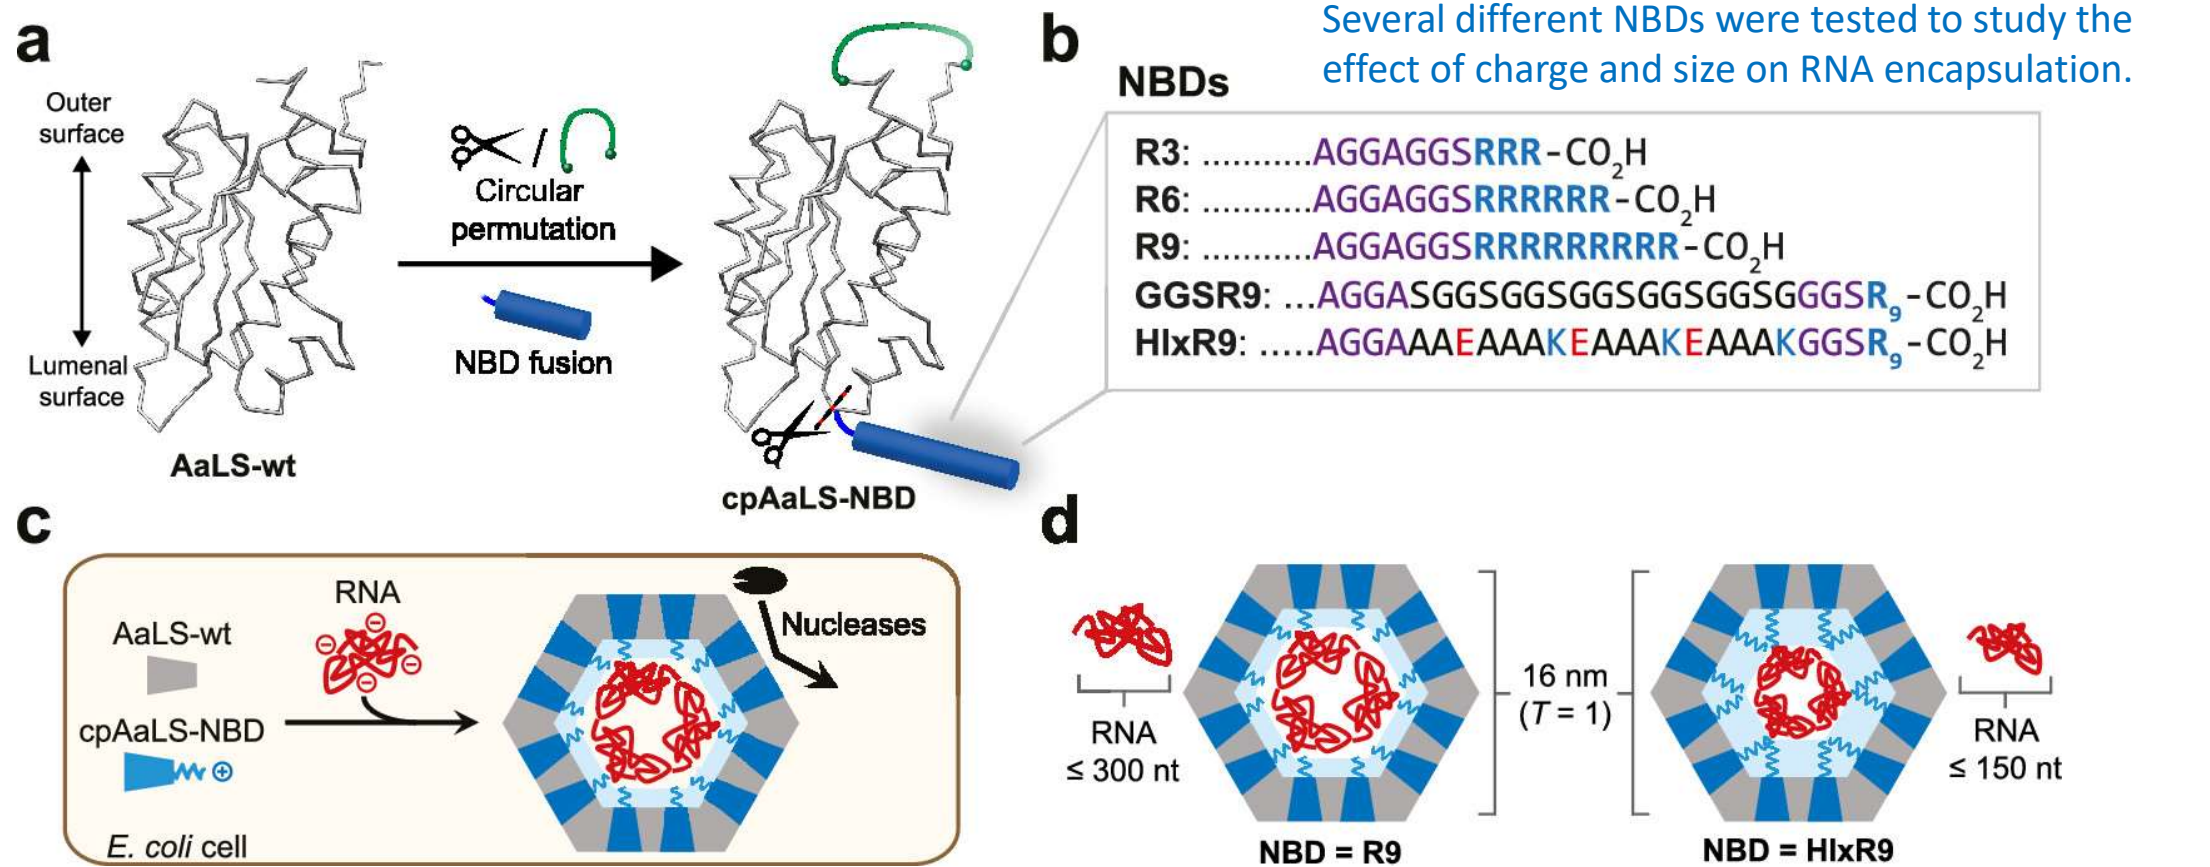 a
Outer
surface
Lumenal
surface
AaLS-wt
/
Circular
permutation
NBD fusion
cpAaLS-NBD
b
Several different NBDs were tested to study the
effect of charge and size on RNA encapsulation.
NBDs
R3: ...........AGGAGGSRRR-CO₂H
R6: ...........AGGAGGSRRRRRR-CO₂H
R9: ...........AGGAGGSRRRRRRRRR-CO₂H
GGSR9: ...AGGASGGSGGSGGSGGSGGSGGGSR₉-CO₂H
HlxR9: .....AGGAAAEAAAKEAAAKEAAAKGGSR₉-CO₂H
c
RNA
AaLS-wt
cpAaLS-NBD
Nucleases
E. coli cell
d
RNA
≤ 300 nt
NBD = R9
16 nm
(T = 1)
NBD = HlxR9
RNA
≤ 150 nt